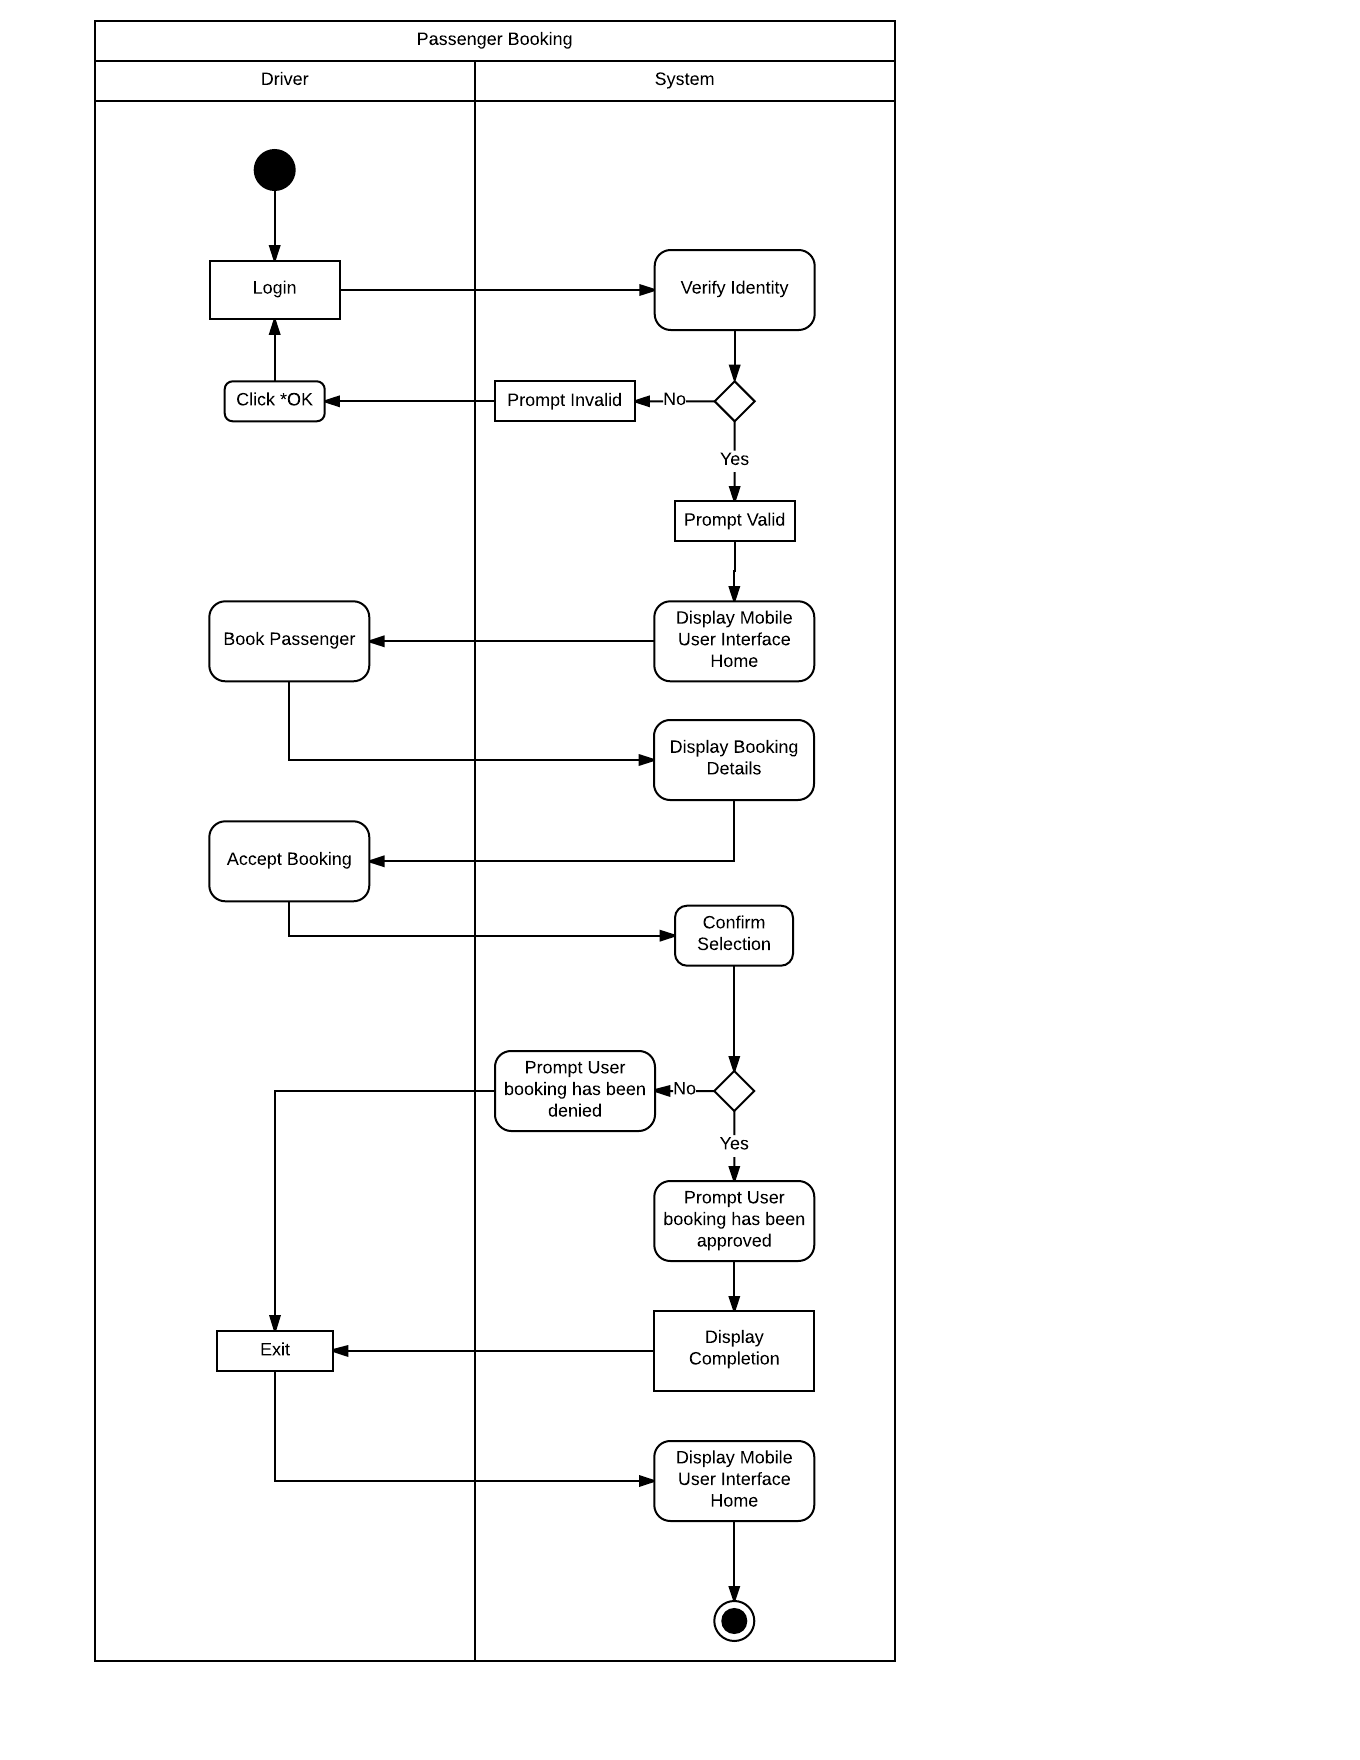 Passenger Booking
Driver
System
Login
Verify Identity
Click *OK
Prompt Invalid
No
Yes
Prompt Valid
Book Passenger
Display Mobile
User Interface
Home
Display Booking
Details
Accept Booking
Confirm
Selection
Prompt User
booking has been
denied
No
Yes
Prompt User
booking has been
approved
Exit
Display
Completion
Display Mobile
User Interface
Home